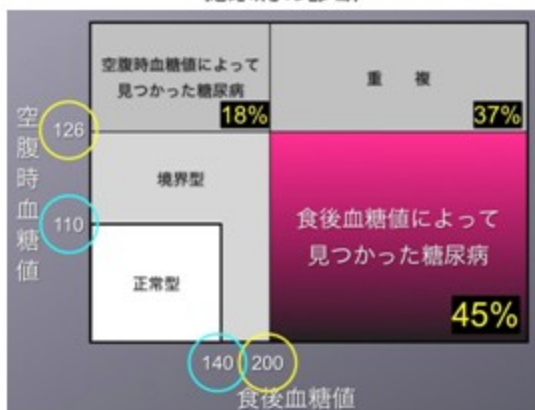 空腹時血糖値によって
見つかった糖尿病
18%
重 複
37%
空腹時血糖値
126
境界型
110
食後血糖値によって
見つかった糖尿病
正常型
45%
140
200
食後血糖値